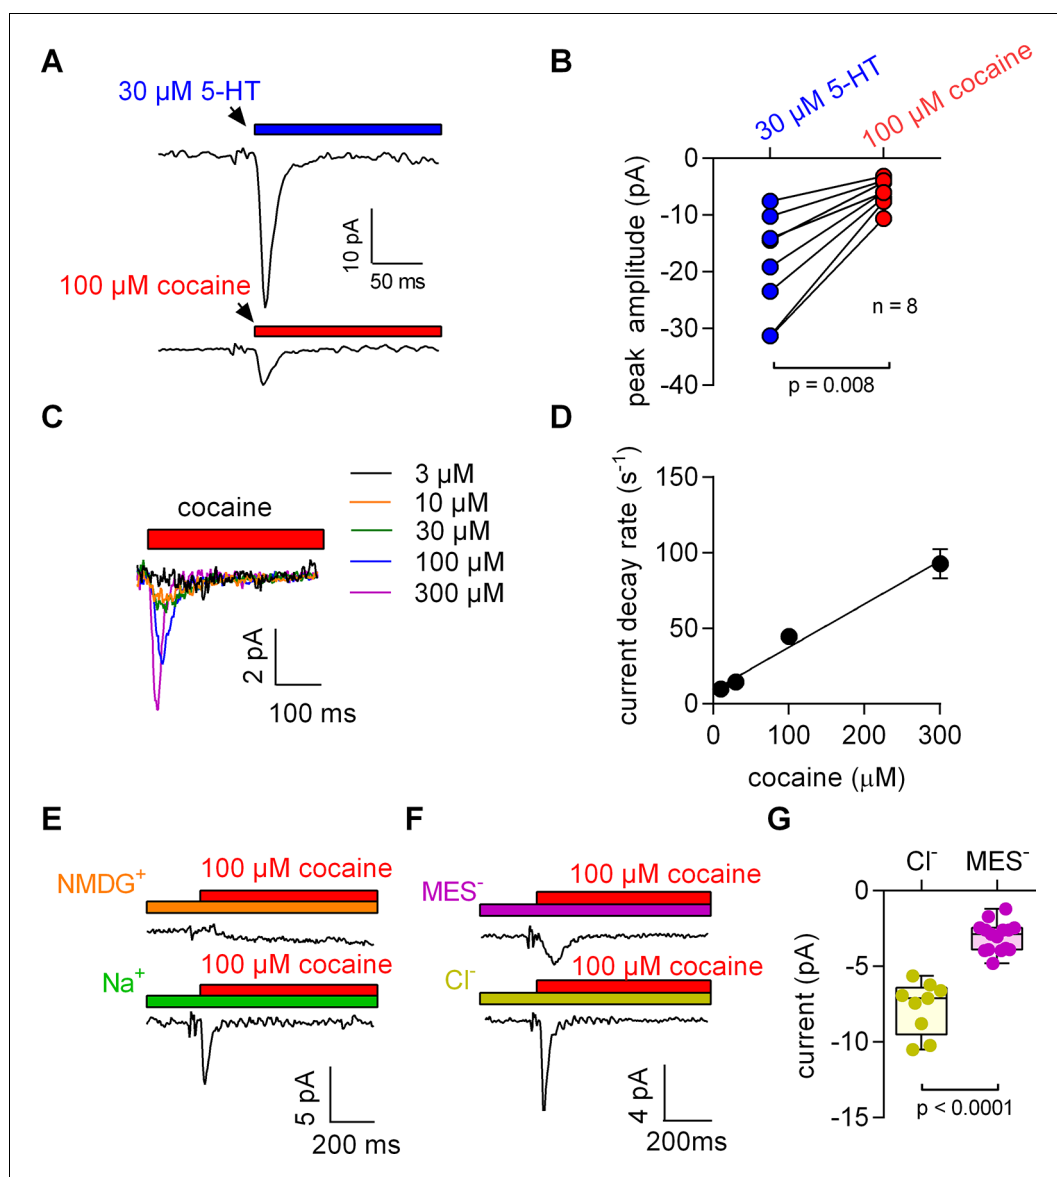 A
30 µM 5-HT
10 pA
50 ms
100 µM cocaine
B
30 µM 5-HT
100 µM cocaine
peak amplitude (pA)
0
-10
-20
-30
-40
n = 8
p = 0.008
C
cocaine
3 µM
10 µM
30 µM
100 µM
300 µM
2 pA
100 ms
D
current decay rate (s⁻¹)
150
100
50
0
0 100 200 300
cocaine (µM)
E
100 µM cocaine
NMDG⁺
100 µM cocaine
Na⁺
5 pA
200 ms
F
100 µM cocaine
MES⁻
100 µM cocaine
Cl⁻
4 pA
200ms
G
Cl⁻ MES⁻
current (pA)
0
-5
-10
-15
p < 0.0001